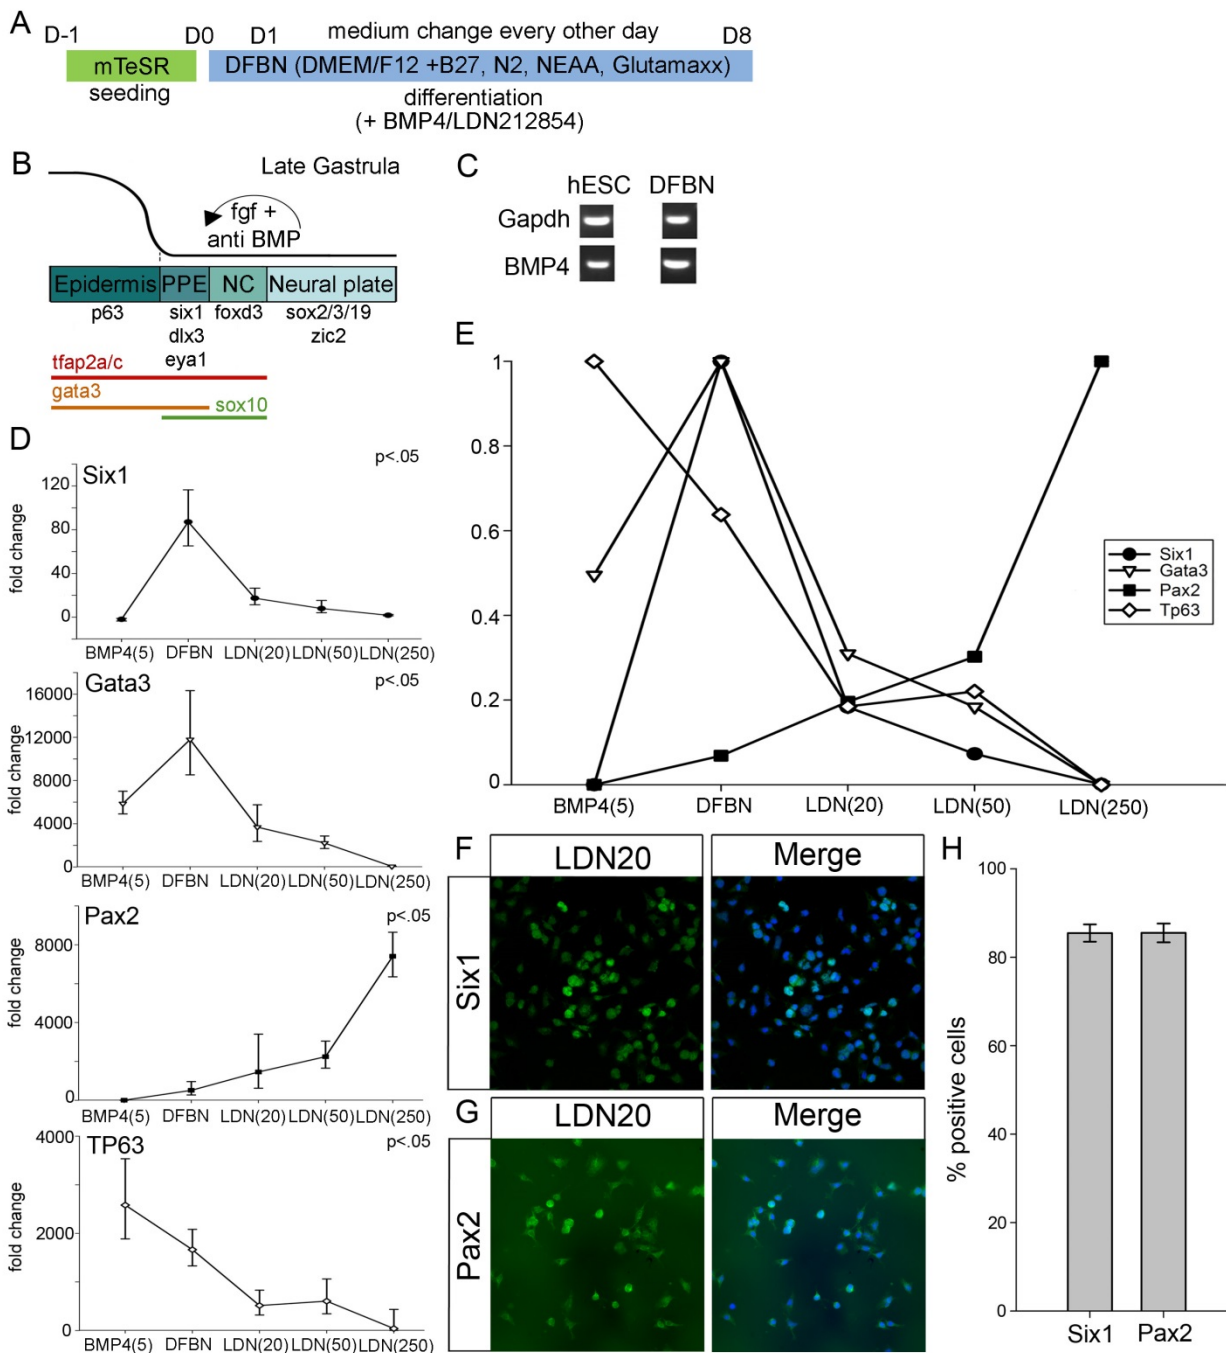 A
D-1 D0 D1 medium change every other day D8
mTeSR
DFBN (DMEM/F12 +B27, N2, NEAA, Glutamaxx)
seeding
differentiation
(+ BMP4/LDN212854)
B
Late Gastrula
fgf +
anti BMP
Epidermis PPE NC Neural plate
p63 six1 foxd3 sox2/3/19
dlx3 zic2
eya1
tfap2a/c
gata3
sox10
C
hESC DFBN
Gapdh
BMP4
D
Six1
p<.05
fold change
120
80
40
0
BMP4(5) DFBN LDN(20) LDN(50) LDN(250)
Gata3
p<.05
fold change
16000
12000
8000
4000
0
BMP4(5) DFBN LDN(20) LDN(50) LDN(250)
Pax2
p<.05
fold change
8000
4000
0
BMP4(5) DFBN LDN(20) LDN(50) LDN(250)
TP63
p<.05
fold change
4000
2000
0
BMP4(5) DFBN LDN(20) LDN(50) LDN(250)
E
1
0.8
0.6
0.4
0.2
0
BMP4(5) DFBN LDN(20) LDN(50) LDN(250)
Six1
Gata3
Pax2
Tp63
F
LDN20 Merge
Six1
G
LDN20 Merge
Pax2
H
% positive cells
100
80
60
40
20
0
Six1 Pax2